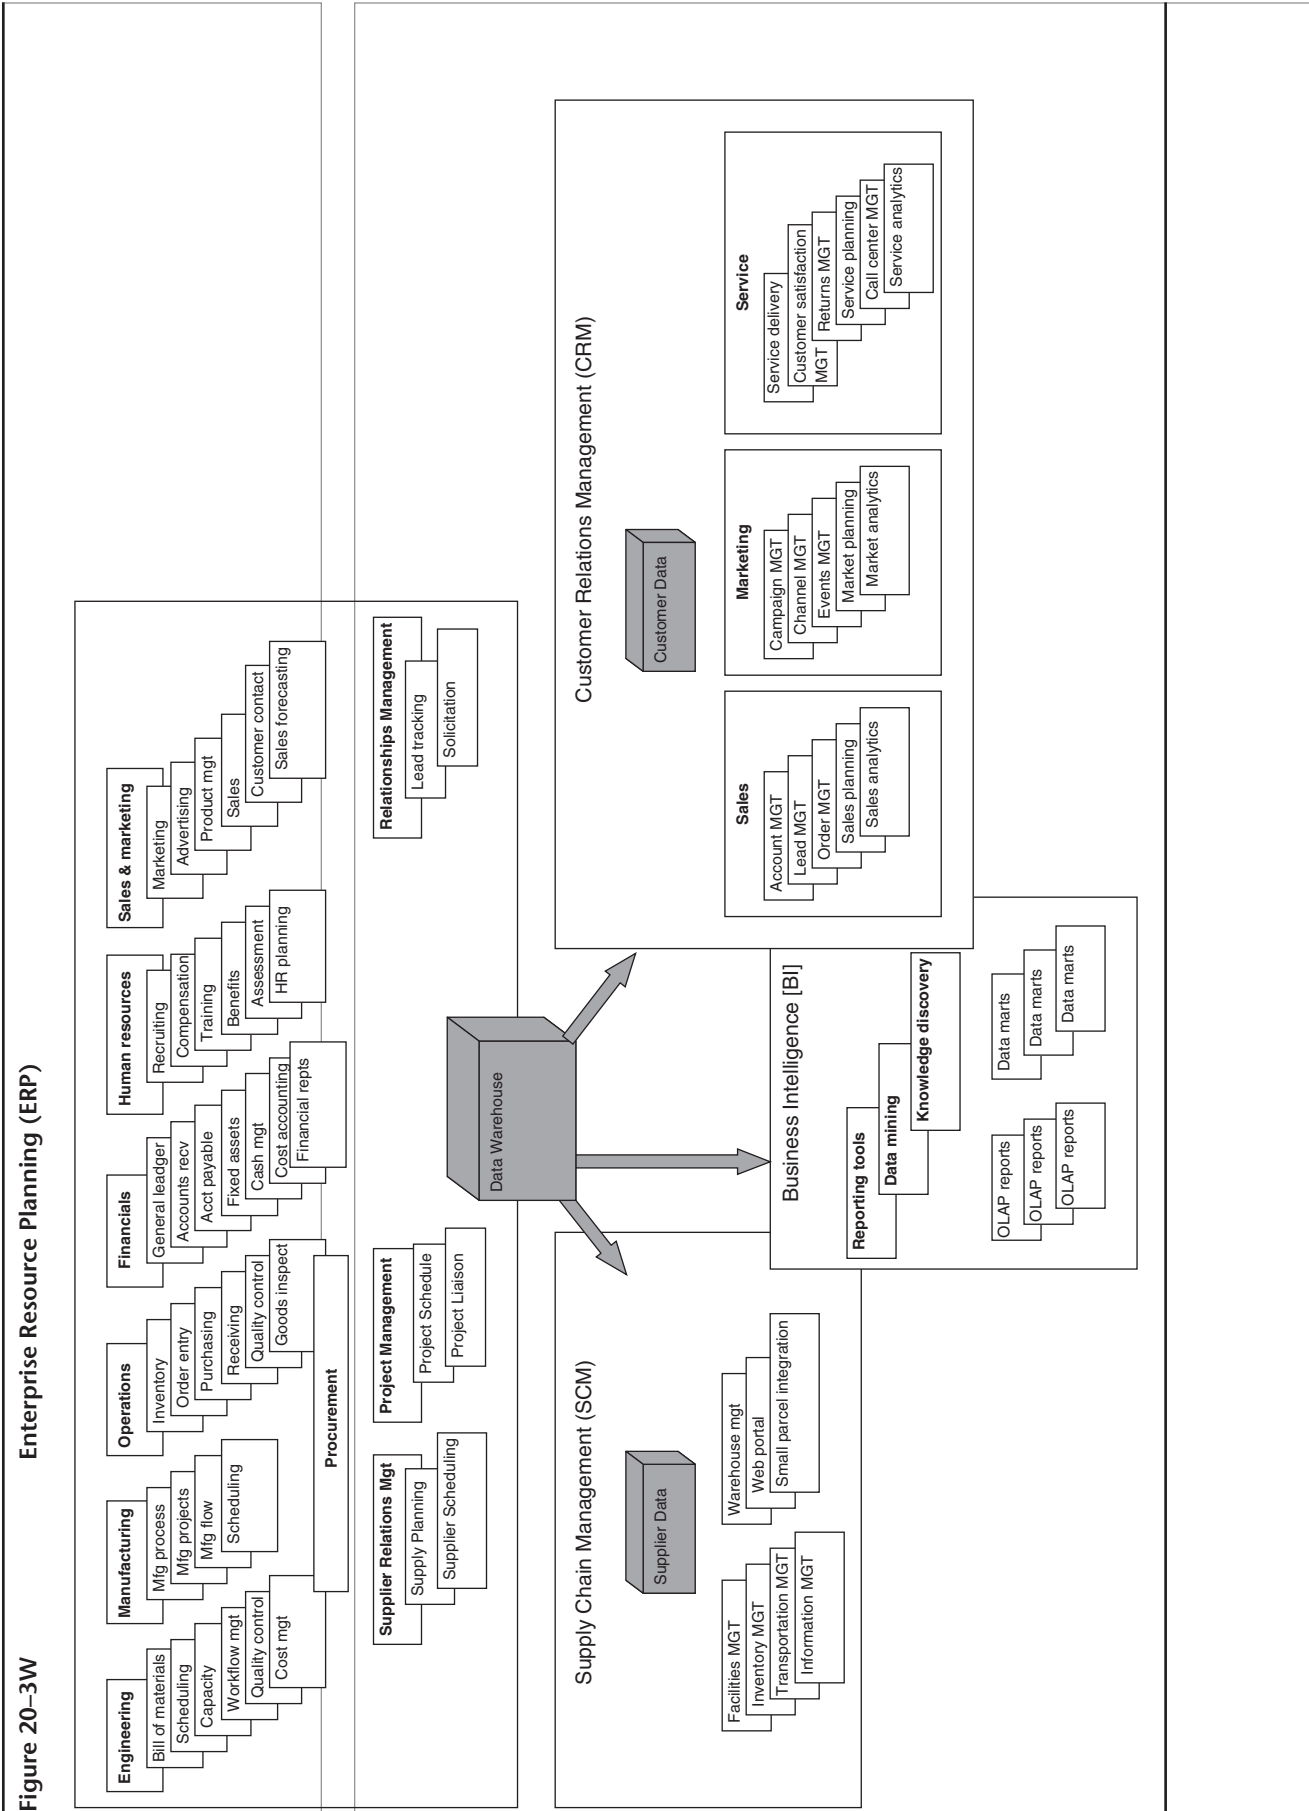 Figure 20–3W Enterprise Resource Planning (ERP)
Engineering
Bill of materials
Scheduling
Capacity
Workflow mgt
Quality control
Cost mgt
Manufacturing
Mfg process
Mfg projects
Mfg flow
Scheduling
Operations
Inventory
Order entry
Purchasing
Receiving
Quality control
Goods inspect
Procurement
Financials
General leadger
Accounts recv
Acct payable
Fixed assets
Cash mgt
Cost accounting
Financial repts
Human resources
Recruiting
Compensation
Training
Benefits
Assessment
HR planning
Sales & marketing
Marketing
Advertising
Product mgt
Sales
Customer contact
Sales forecasting
Supplier Relations Mgt
Supply Planning
Supplier Scheduling
Project Management
Project Schedule
Project Liaison
Relationships Management
Lead tracking
Solicitation
Data Warehouse
Supply Chain Management (SCM)
Supplier Data
Facilities MGT
Inventory MGT
Transportation MGT
Information MGT
Warehouse mgt
Web portal
Small parcel integration
Business Intelligence [BI]
Reporting tools
Data mining
Knowledge discovery
OLAP reports
OLAP reports
OLAP reports
Data marts
Data marts
Data marts
Customer Relations Management (CRM)
Customer Data
Sales
Account MGT
Lead MGT
Order MGT
Sales planning
Sales analytics
Marketing
Campaign MGT
Channel MGT
Events MGT
Market planning
Market analytics
Service
Service delivery
Customer satisfaction
MGT
Returns MGT
Service planning
Call center MGT
Service analytics